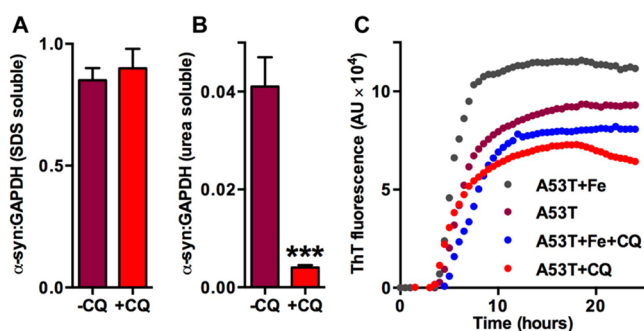 A
α-syn:GAPDH (SDS soluble)
1.0
0.5
0.0
-CQ +CQ
B
α-syn:GAPDH (urea soluble)
0.04
0.02
0.00
***
-CQ +CQ
C
ThT fluorescence (AU × 10⁴)
10
5
0
0 10 20
Time (hours)
A53T+Fe
A53T
A53T+Fe+CQ
A53T+CQ